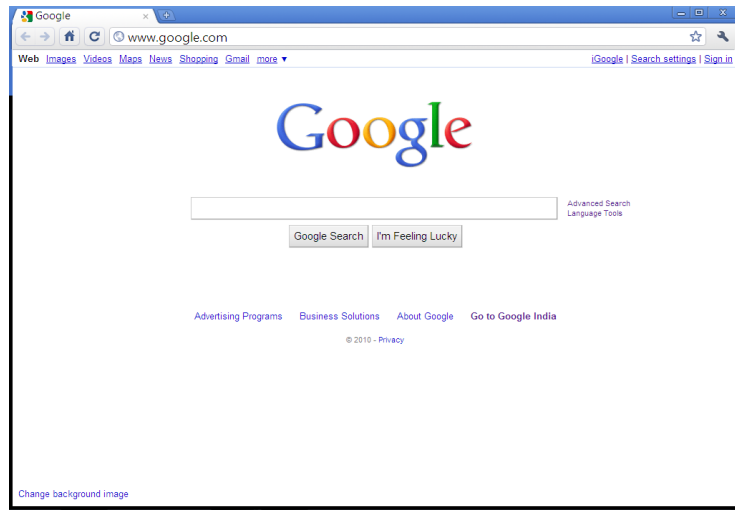 Google
www.google.com
Web Images Videos Maps News Shopping Gmail more ▼ iGoogle | Search settings | Sign in
Google
Advanced Search
Language Tools
Google Search I'm Feeling Lucky
Advertising Programs Business Solutions About Google Go to Google India
© 2010 - Privacy
Change background image